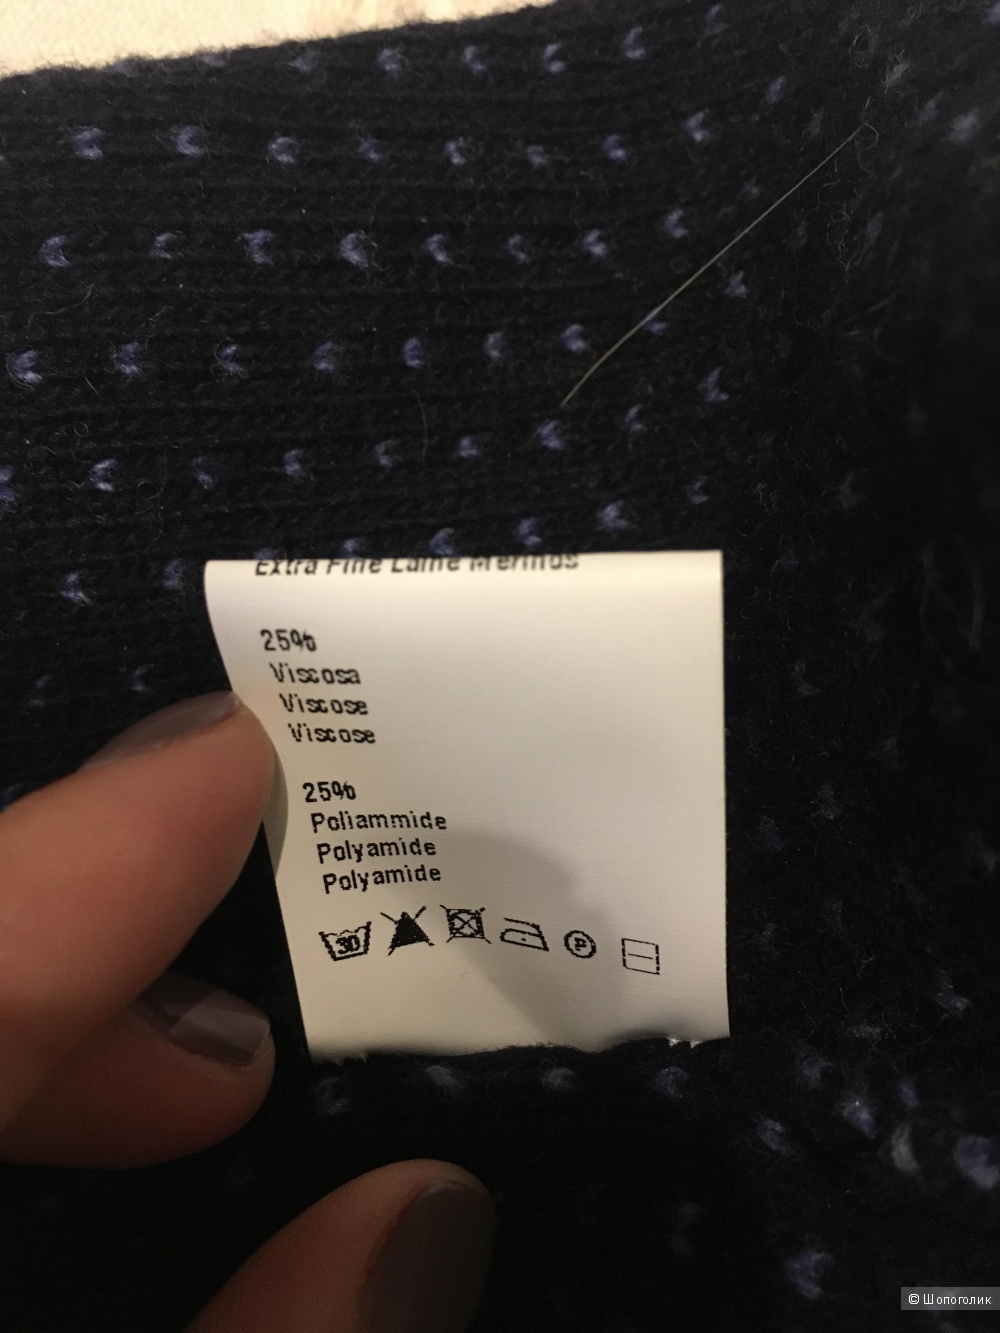 Extra Fine Laine Merinos
25%
Viscosa
Viscose
Viscose
25%
Poliammide
Polyamide
Polyamide
30
P
© Шопоголик